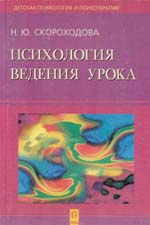 ДЕТСКАЯ ПСИХОЛОГИЯ И ПСИХОТЕРАПИЯ
Н. Ю. СКОРОХОДОВА
ПСИХОЛОГИЯ
ВЕДЕНИЯ УРОКА